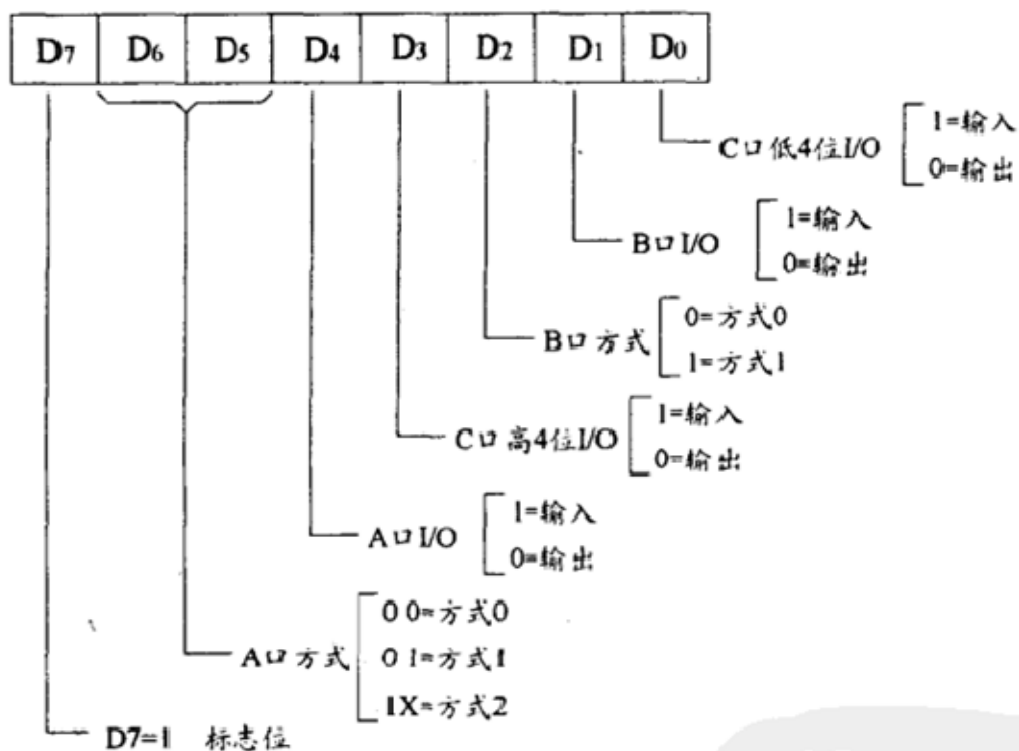 D7 D6 D5 D4 D3 D2 D1 D0
C口低4位I/O
1=输入
0=输出
B口I/O
1=输入
0=输出
B口方式
0=方式0
1=方式1
C口高4位I/O
1=输入
0=输出
A口I/O
1=输入
0=输出
A口方式
0 0=方式0
0 1=方式1
1X=方式2
D7=1 标志位